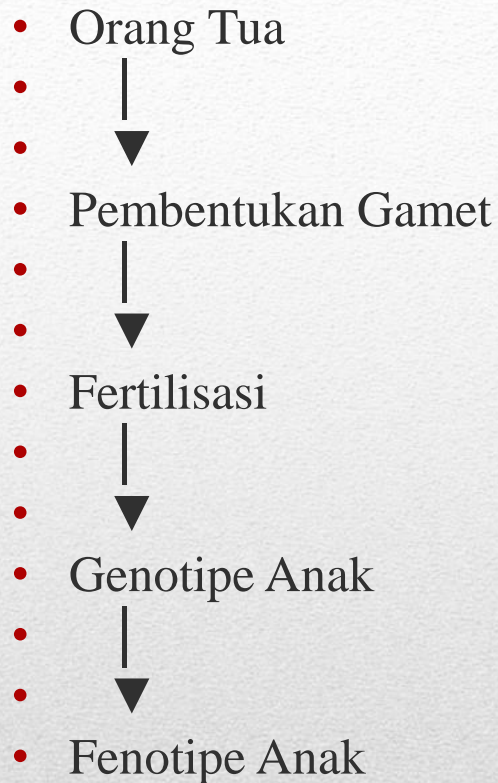 Orang Tua
Pembentukan Gamet
Fertilisasi
Genotipe Anak
Fenotipe Anak